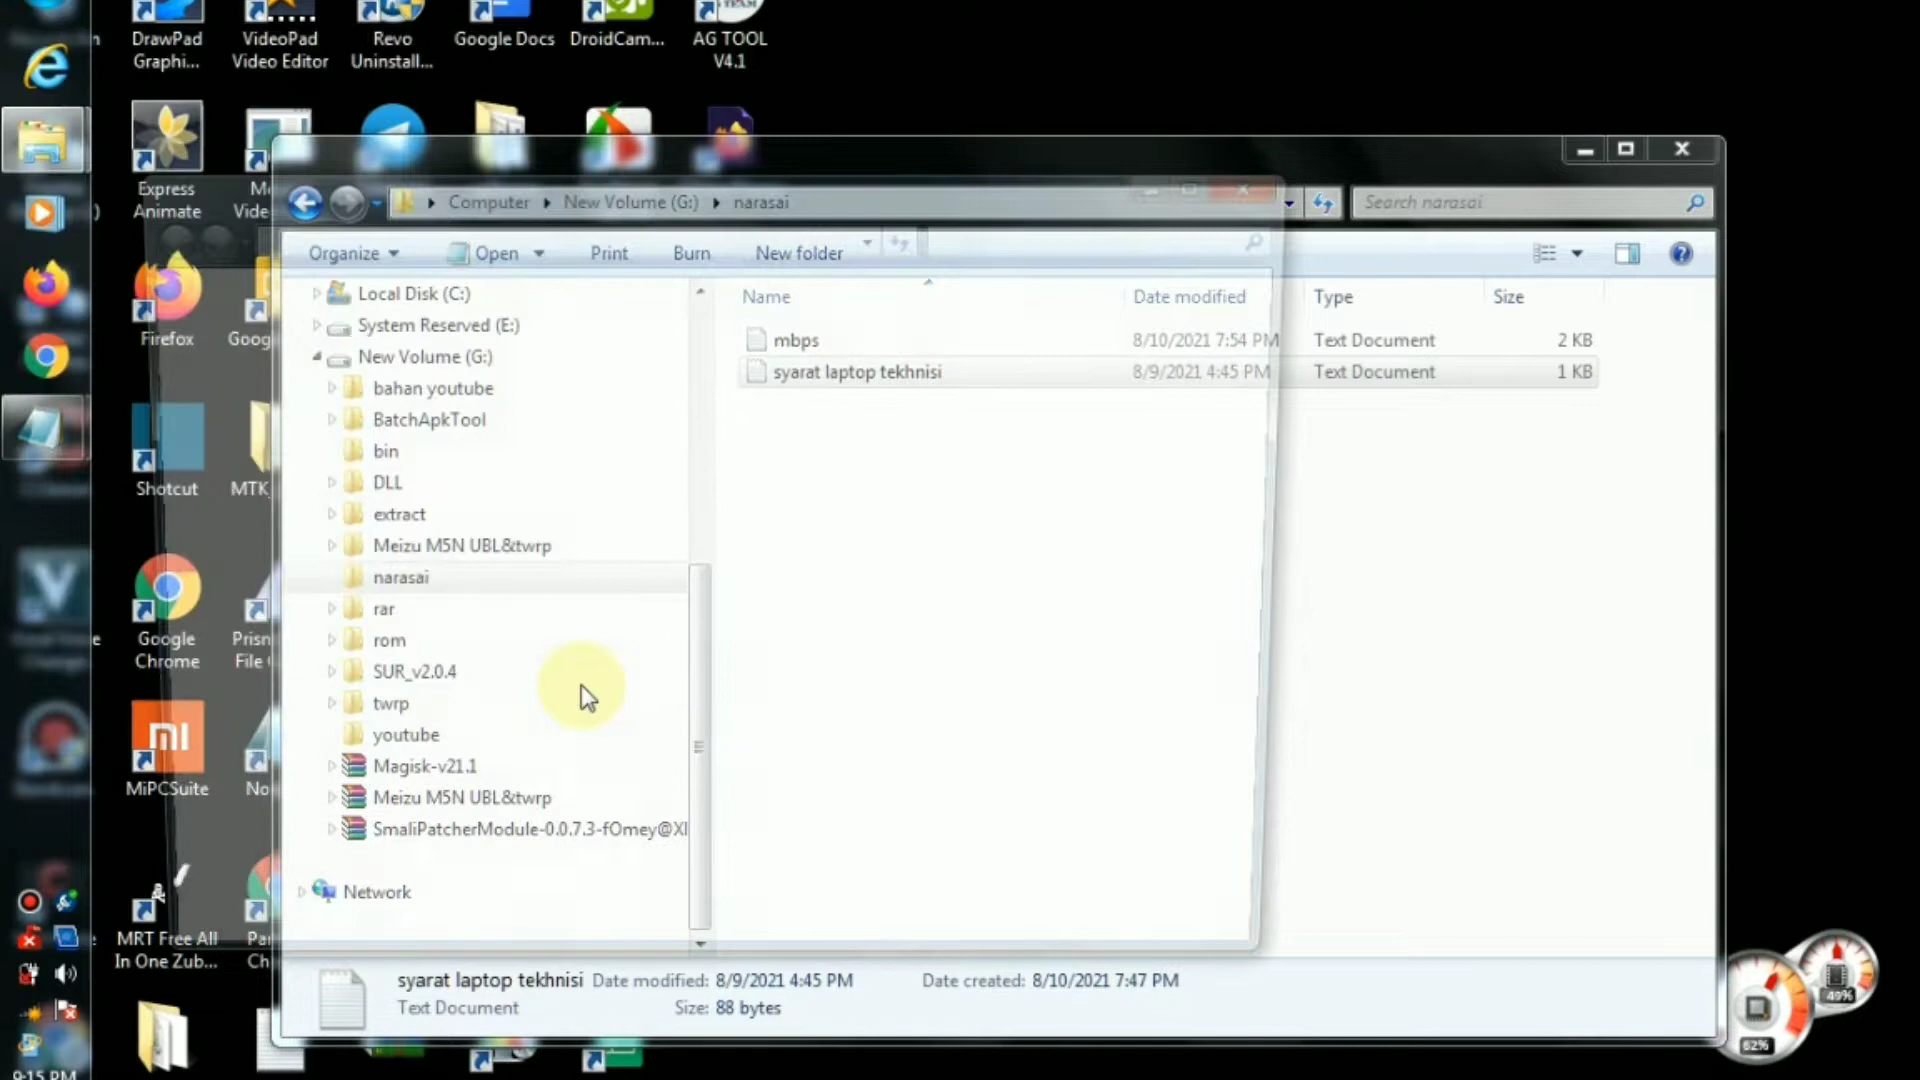 DrawPad
Graphi...
VideoPad
Video Editor
Revo
Uninstall...
Google Docs
DroidCam...
AG TOOL
V4.1
Express
Animate
Firefox
Shotcut
Google
Chrome
MiPCSuite
MRT Free All
In One Zub...
Computer
New Volume (G:)
narasai
Search narasai
Organize
Open
Print
Burn
New folder
Local Disk (C:)
System Reserved (E:)
New Volume (G:)
bahan youtube
BatchApkTool
bin
DLL
extract
Meizu M5N UBL&twrp
narasai
rar
rom
SUR_v2.0.4
twrp
youtube
Magisk-v21.1
Meizu M5N UBL&twrp
SmaliPatcherModule-0.0.7.3-fOmey@XI
Network
Name
Date modified
Type
Size
mbps
8/10/2021 7:54 PM
Text Document
2 KB
syarat laptop tekhnisi
8/9/2021 4:45 PM
Text Document
1 KB
syarat laptop tekhnisi
Date modified: 8/9/2021 4:45 PM
Date created: 8/10/2021 7:47 PM
Text Document
Size: 88 bytes
49%
62%
9:15 PM